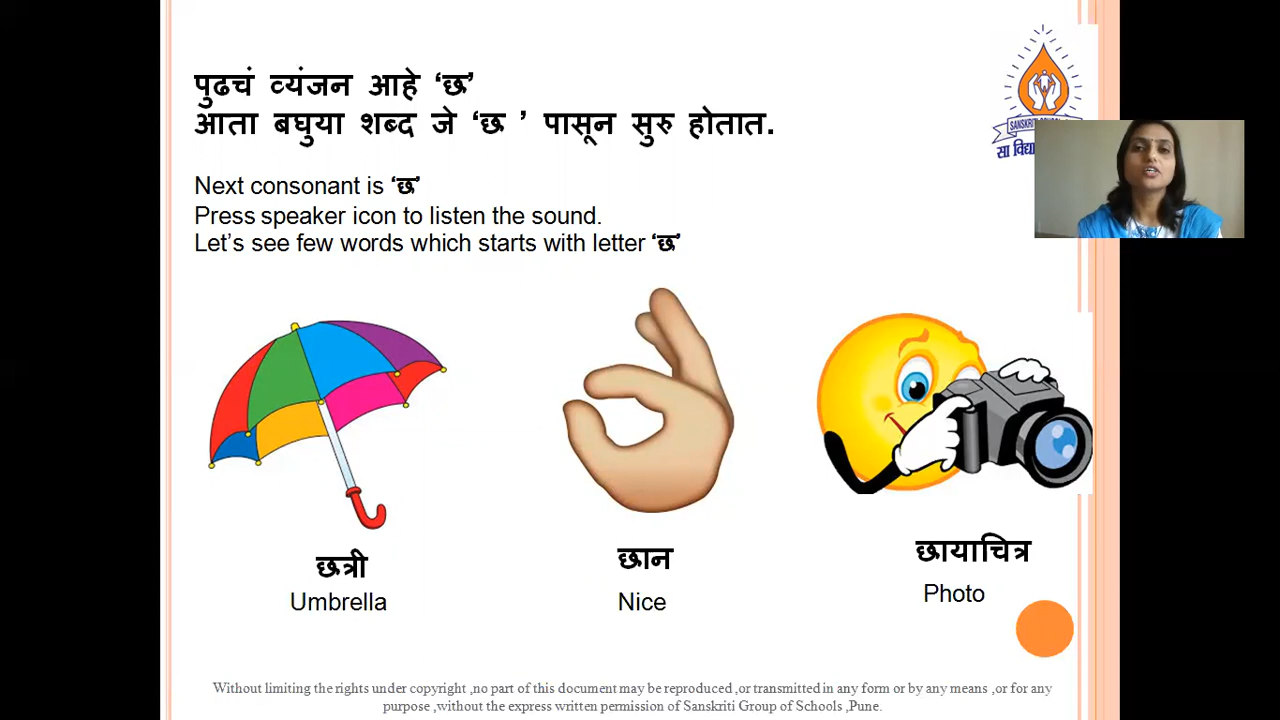 पुढचं व्यंजन आहे ‘छ’
आता बघुया शब्द जे ‘छ ’ पासून सुरु होतात.
Next consonant is ‘छ’
Press speaker icon to listen the sound.
Let’s see few words which starts with letter ‘छ’
SANSKRITI SCHOOL
सा विद्या
छत्री
Umbrella
छान
Nice
छायाचित्र
Photo
Without limiting the rights under copyright ,no part of this document may be reproduced ,or transmitted in any form or by any means ,or for any
purpose ,without the express written permission of Sanskriti Group of Schools ,Pune.